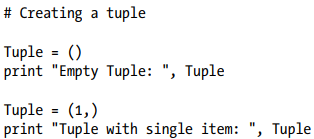 # Creating a tuple
Tuple = ()
print "Empty Tuple: ", Tuple
Tuple = (1,)
print "Tuple with single item: ", Tuple